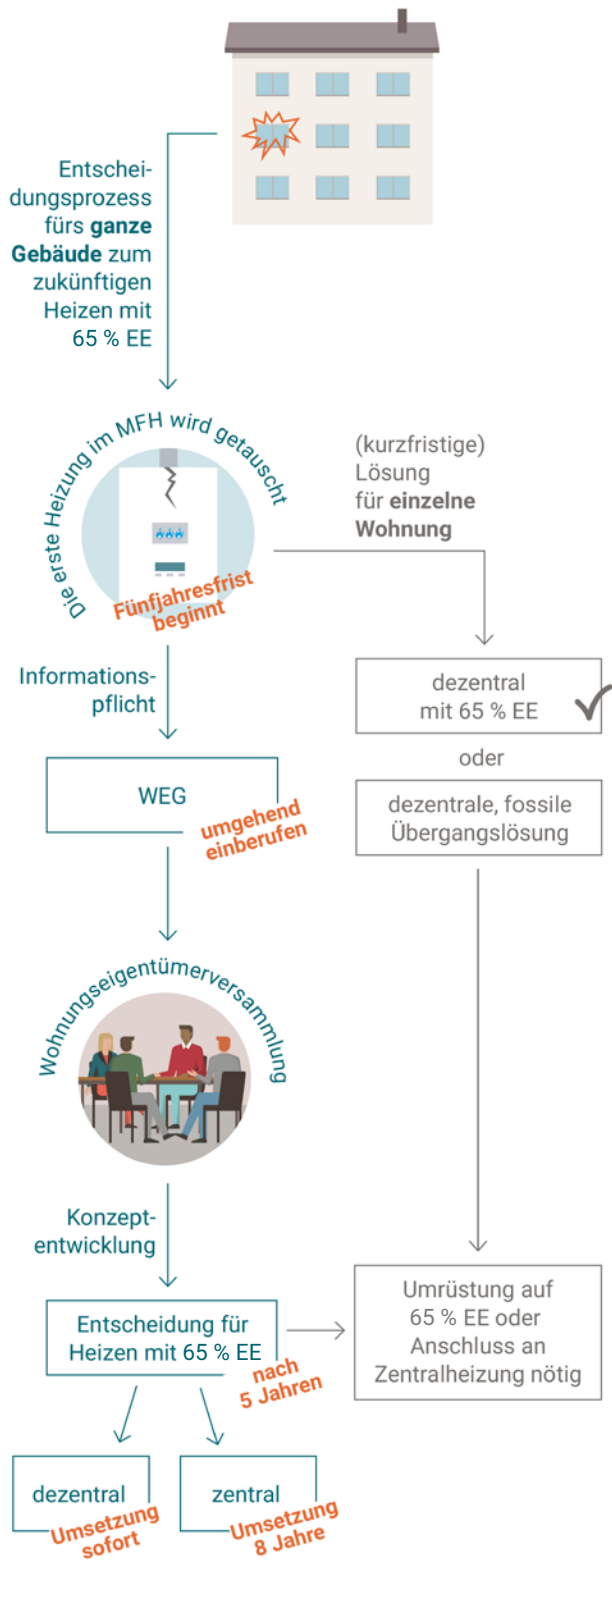 Entschei-
dungsprozess
fürs ganze
Gebäude zum
zukünftigen
Heizen mit
65 % EE
Die erste Heizung im MFH wird getauscht
Fünfjahresfrist
beginnt
(kurzfristige)
Lösung
für einzelne
Wohnung
Informations-
pflicht
dezentral
mit 65 % EE
oder
dezentrale, fossile
Übergangslösung
WEG
umgehend
einberufen
Wohnungseigentümerversammlung
Konzept-
entwicklung
Entscheidung für
Heizen mit 65 % EE
nach
5 Jahren
Umrüstung auf
65 % EE oder
Anschluss an
Zentralheizung nötig
dezentral
Umsetzung
sofort
zentral
Umsetzung
8 Jahre